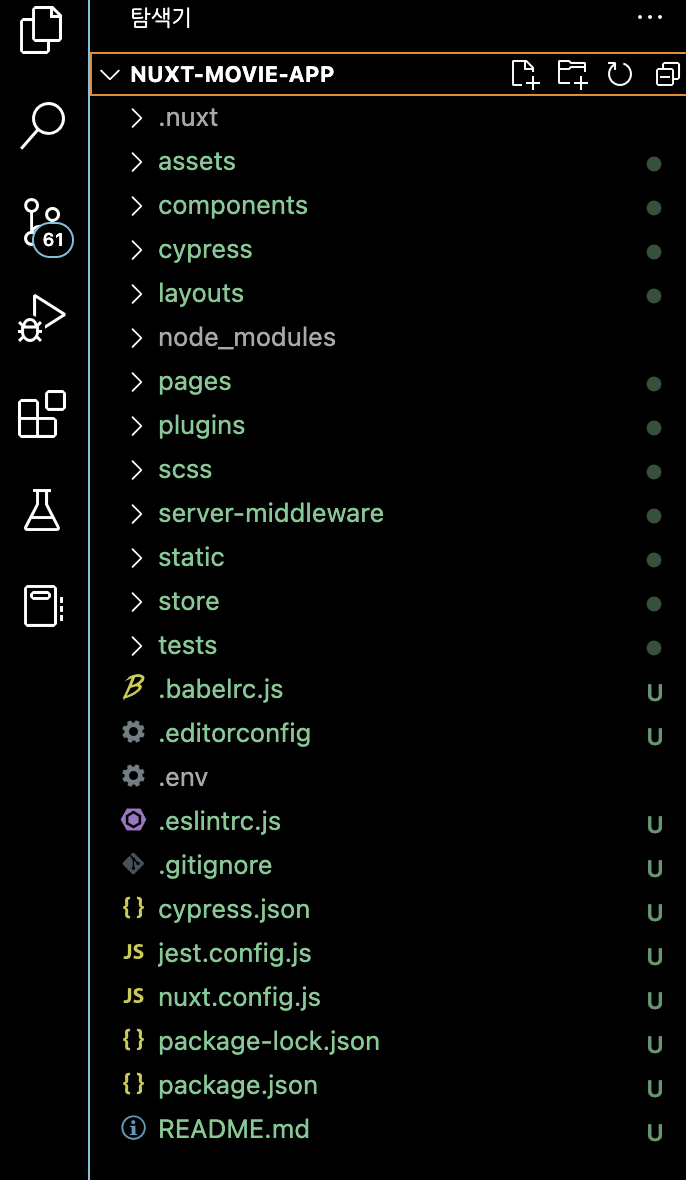 탐색기
NUXT-MOVIE-APP
.nuxt
assets
components
61
cypress
layouts
node_modules
pages
plugins
scss
server-middleware
static
store
tests
.babelrc.js U
.editorconfig U
.env
.eslintrc.js U
.gitignore U
cypress.json U
JS jest.config.js U
JS nuxt.config.js U
package-lock.json U
package.json U
README.md U